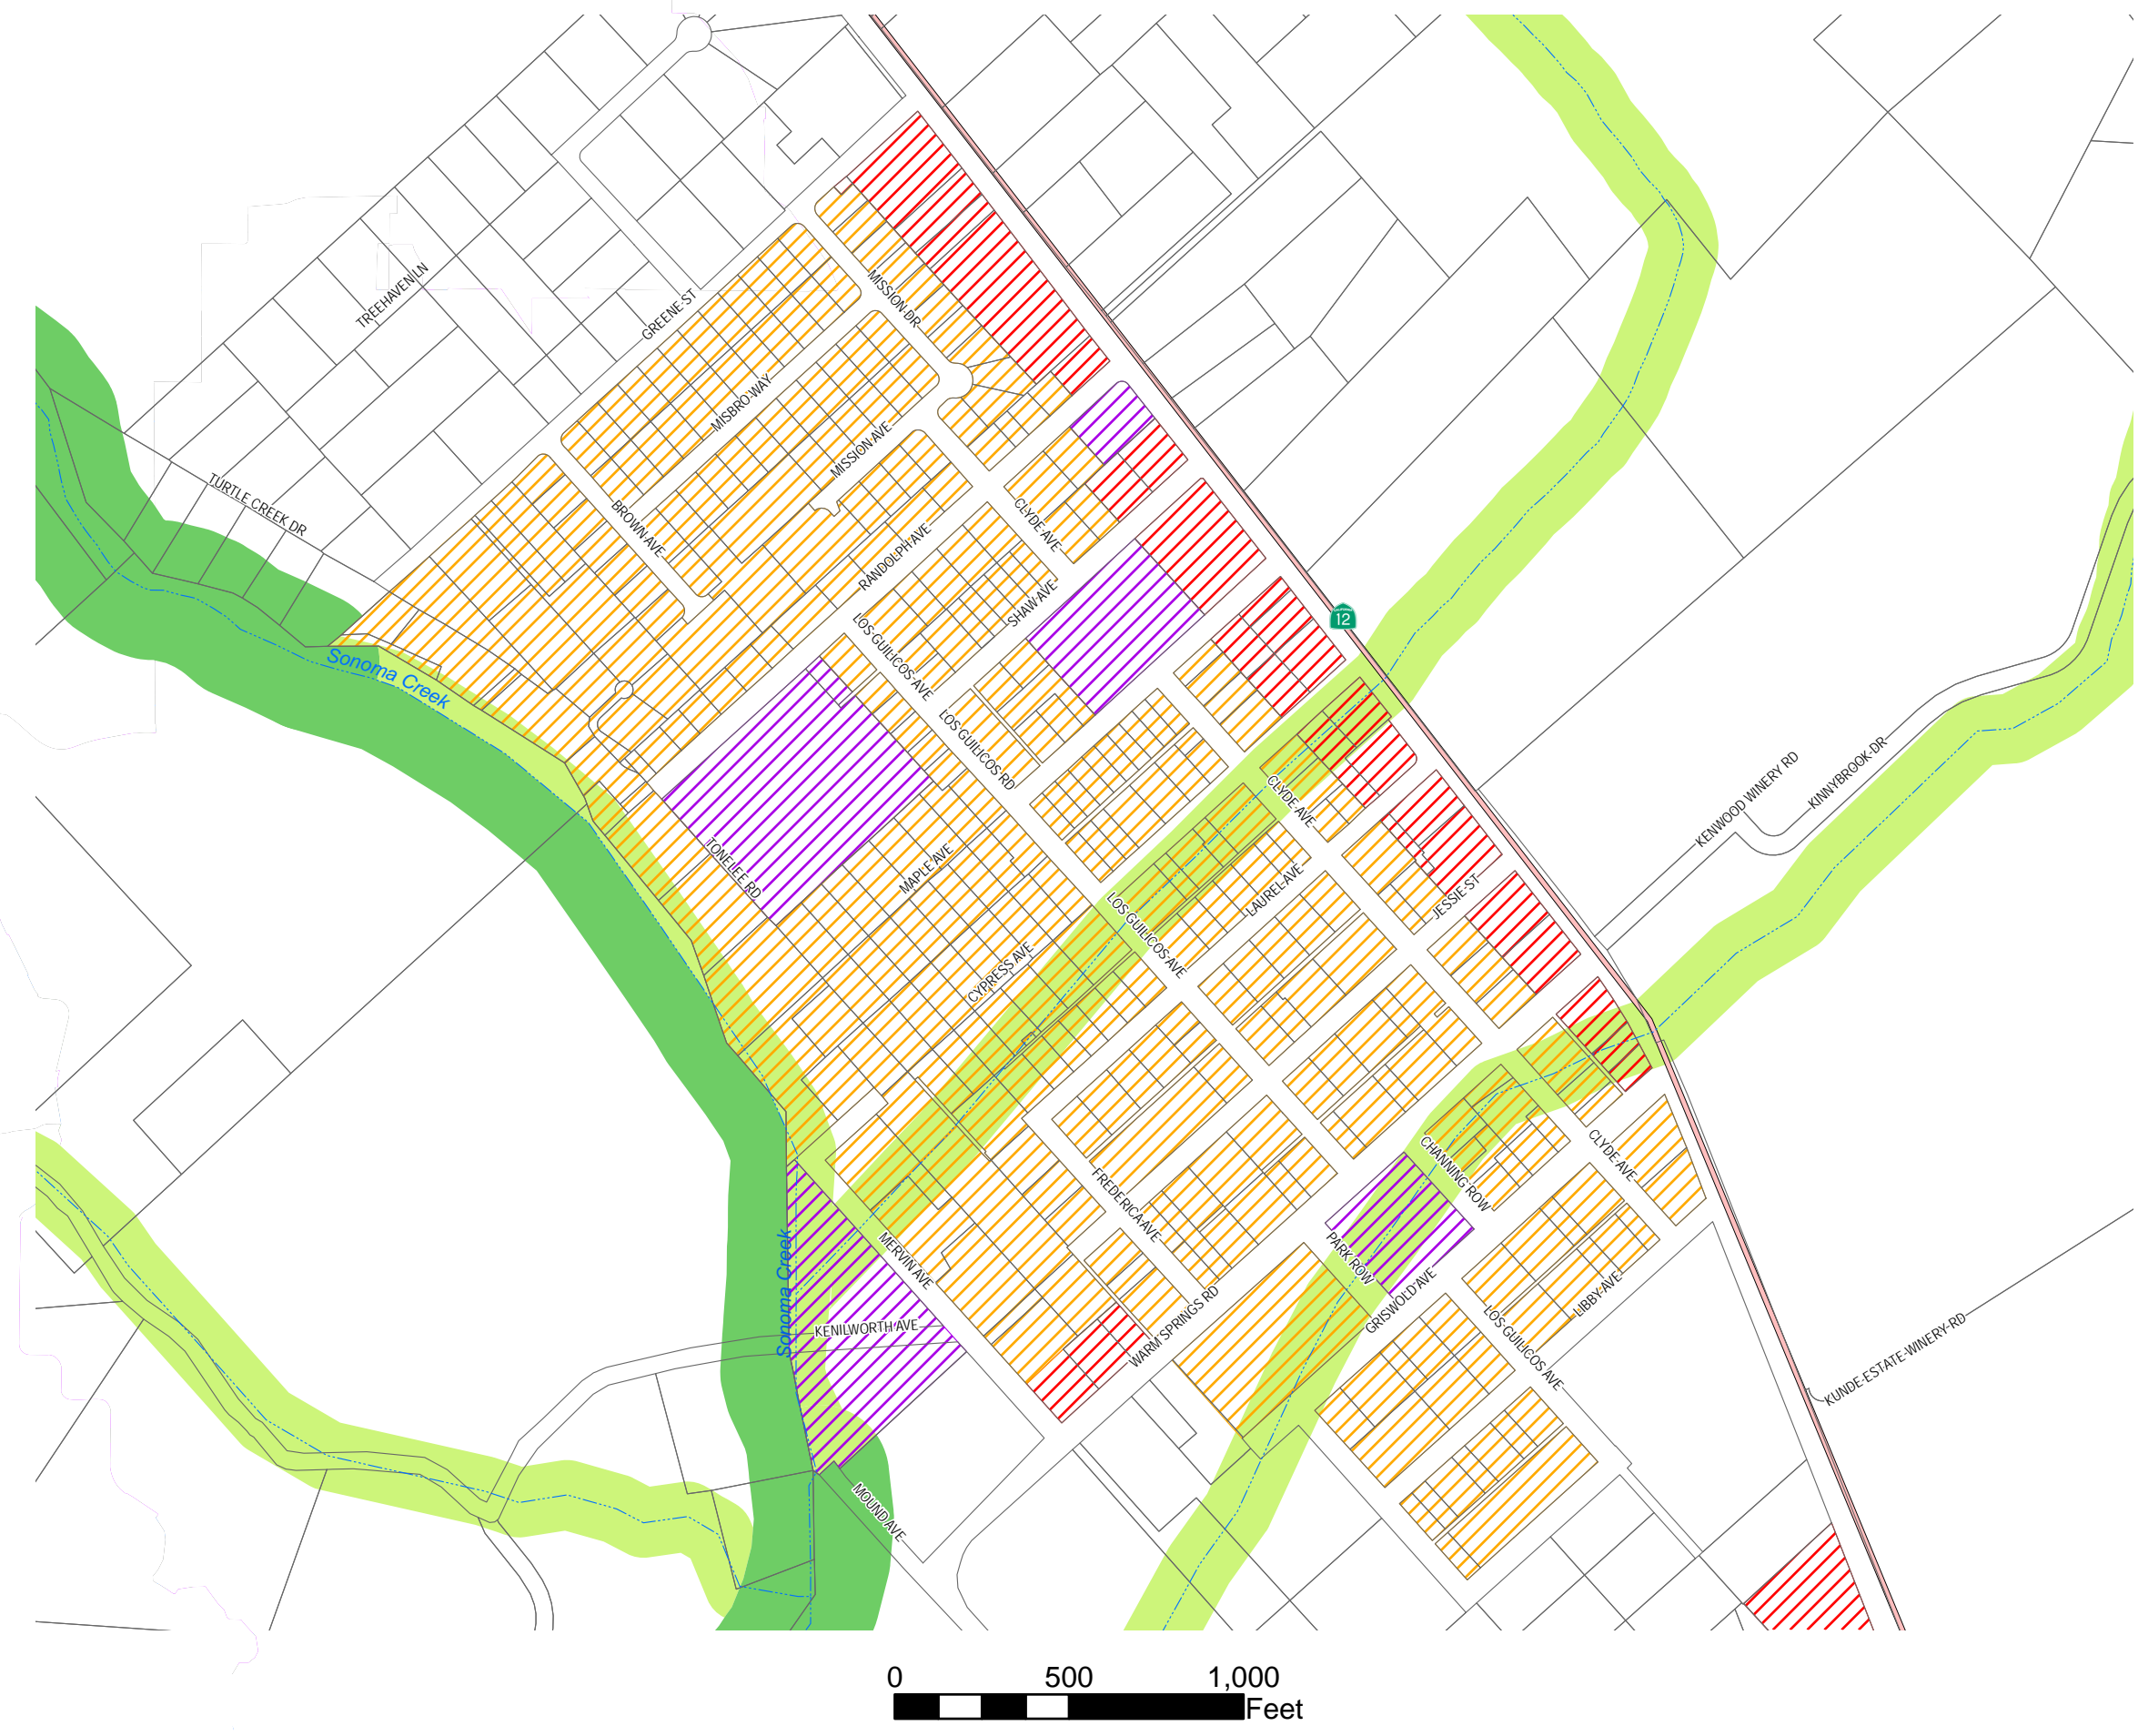 TREEHAVEN LN
GREENE ST
MISSION DR
MISBRO WAY
MISSION AVE
TURTLE CREEK DR
BROWN AVE
CLYDE AVE
RANDOLPH AVE
SHAW AVE
12
LOS GUILICOS AVE
Sonoma Creek
LOS GUILICOS RD
KENWOOD WINERY RD
KINNYBROOK DR
CLYDE AVE
TONELEE RD
MAPLE AVE
LAUREL AVE
JESSIE ST
LOS GUILICOS AVE
CYPRESS AVE
CHANNING ROW
CLYDE AVE
FREDERICA AVE
MERVIN AVE
PARK ROW
Sonoma Creek
GRISWOLD AVE
LIBBY AVE
KENILWORTH AVE
WARM SPRINGS RD
LOS GUILICOS AVE
KUNDE ESTATE WINERY RD
MOUND AVE
0 500 1,000
Feet